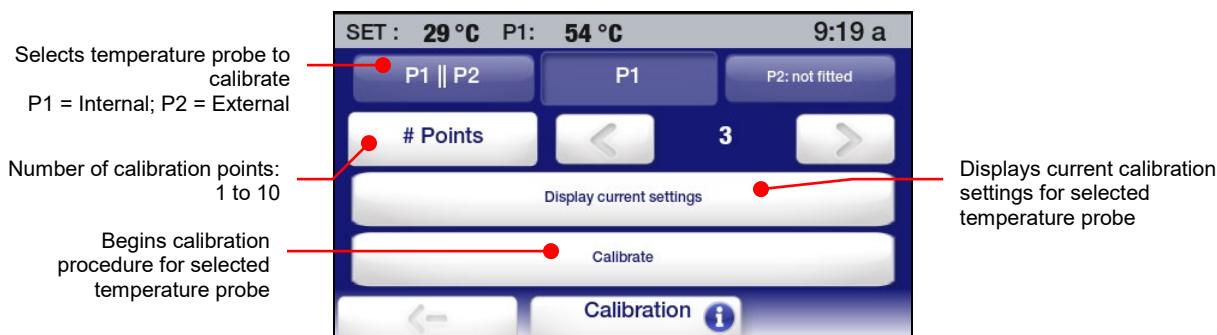 SET : 29 °C P1: 54 °C 9:19 a
Selects temperature probe to
calibrate
P1 = Internal; P2 = External
P1 || P2 P1 P2: not fitted
# Points < 3 >
Number of calibration points:
1 to 10
Display current settings
Displays current calibration
settings for selected
temperature probe
Begins calibration
procedure for selected
temperature probe
Calibrate
Calibration i